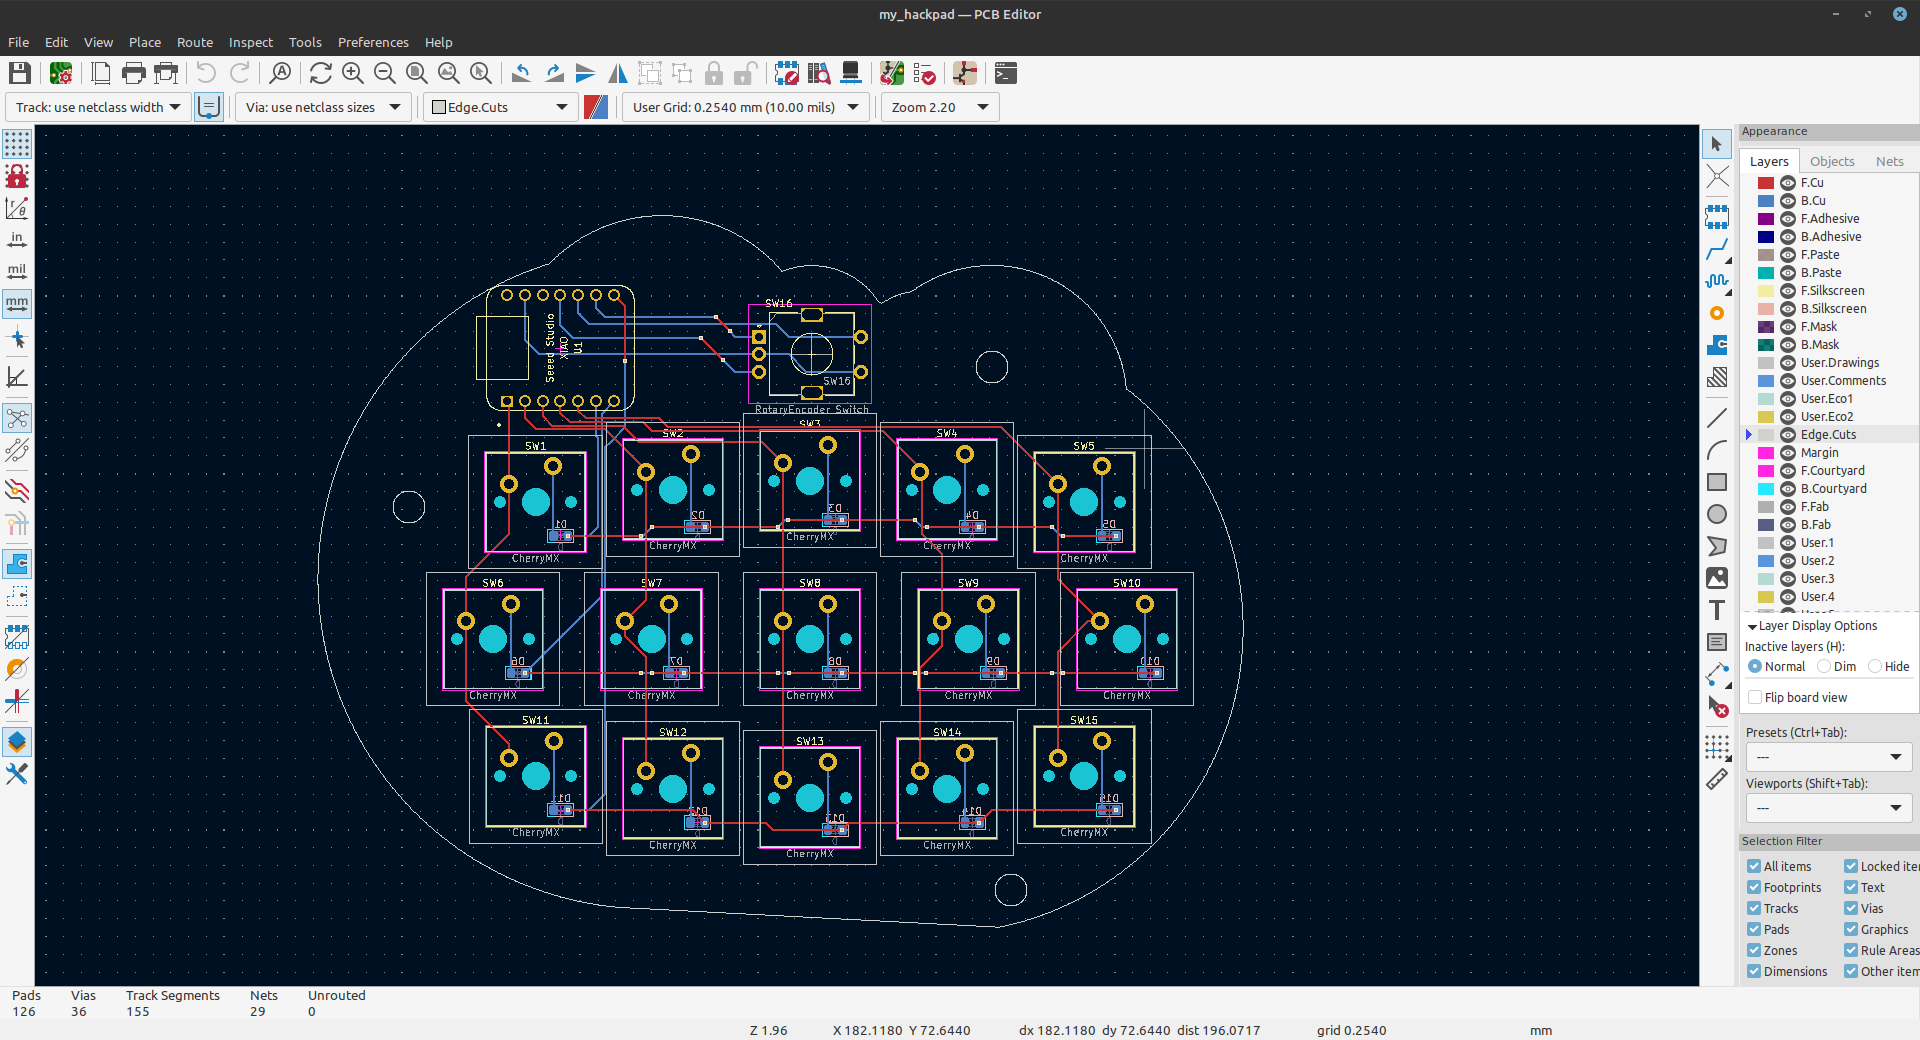 my_hackpad — PCB Editor
File Edit View Place Route Inspect Tools Preferences Help
Track: use netclass width Via: use netclass sizes Edge.Cuts User Grid: 0.2540 mm (10.00 mils) Zoom 2.20
in
mil
mm
Appearance
Layers Objects Nets
F.Cu
B.Cu
F.Adhesive
B.Adhesive
F.Paste
B.Paste
F.Silkscreen
B.Silkscreen
F.Mask
B.Mask
User.Drawings
User.Comments
User.Eco1
User.Eco2
Edge.Cuts
Margin
F.Courtyard
B.Courtyard
F.Fab
B.Fab
User.1
User.2
User.3
User.4
Layer Display Options
Inactive layers (H):
Normal Dim Hide
Flip board view
Presets (Ctrl+Tab):
---
Viewports (Shift+Tab):
---
Selection Filter
All items Locked iter
Footprints Text
Tracks Vias
Pads Graphics
Zones Rule Areas
Dimensions Other item
Seeed Studio
XIAO
U1
SW16
SW16
RotaryEncoder Switch
SW1 SW2 SW3 SW4 SW5
D1 D2 D3 D4 D5
CherryMX CherryMX CherryMX CherryMX CherryMX
SW6 SW7 SW8 SW9 SW10
D6 D7 D8 D9 D10
CherryMX CherryMX CherryMX CherryMX CherryMX
SW11 SW12 SW13 SW14 SW15
D11 D12 D13 D14 D15
CherryMX CherryMX CherryMX CherryMX CherryMX
Pads Vias Track Segments Nets Unrouted
126 36 155 29 0
Z 1.96 X 182.1180 Y 72.6440 dx 182.1180 dy 72.6440 dist 196.0717 grid 0.2540 mm